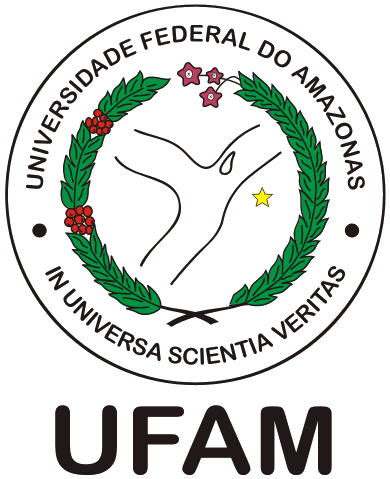 UNIVERSIDADE FEDERAL DO AMAZONAS
IN UNIVERSA SCIENTIA VERITAS
UFAM